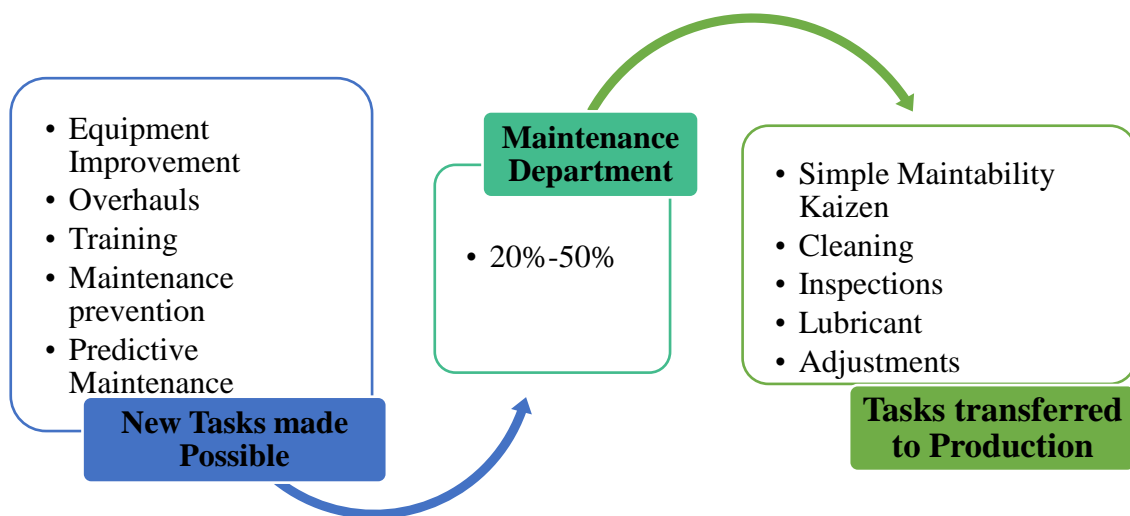 • Equipment
Improvement
• Overhauls
• Training
• Maintenance
prevention
• Predictive
Maintenance
New Tasks made
Possible
Maintenance
Department
• 20%-50%
• Simple Maintability
Kaizen
• Cleaning
• Inspections
• Lubricant
• Adjustments
Tasks transferred
to Production